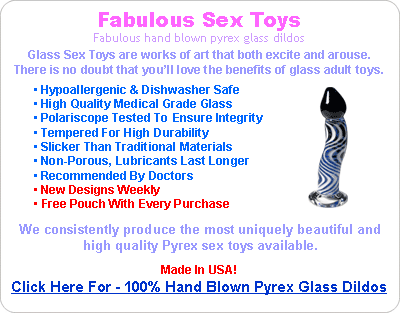 Fabulous Sex Toys
Fabulous hand blown pyrex glass dildos
Glass Sex Toys are works of art that both excite and arouse.
There is no doubt that you'll love the benefits of glass adult toys.
• Hypoallergenic & Dishwasher Safe
• High Quality Medical Grade Glass
• Polariscope Tested To Ensure Integrity
• Tempered For High Durability
• Slicker Than Traditional Materials
• Non-Porous, Lubricants Last Longer
• Recommended By Doctors
• New Designs Weekly
• Free Pouch With Every Purchase
We consistently produce the most uniquely beautiful and
high quality Pyrex sex toys available.
Made In USA!
Click Here For - 100% Hand Blown Pyrex Glass Dildos